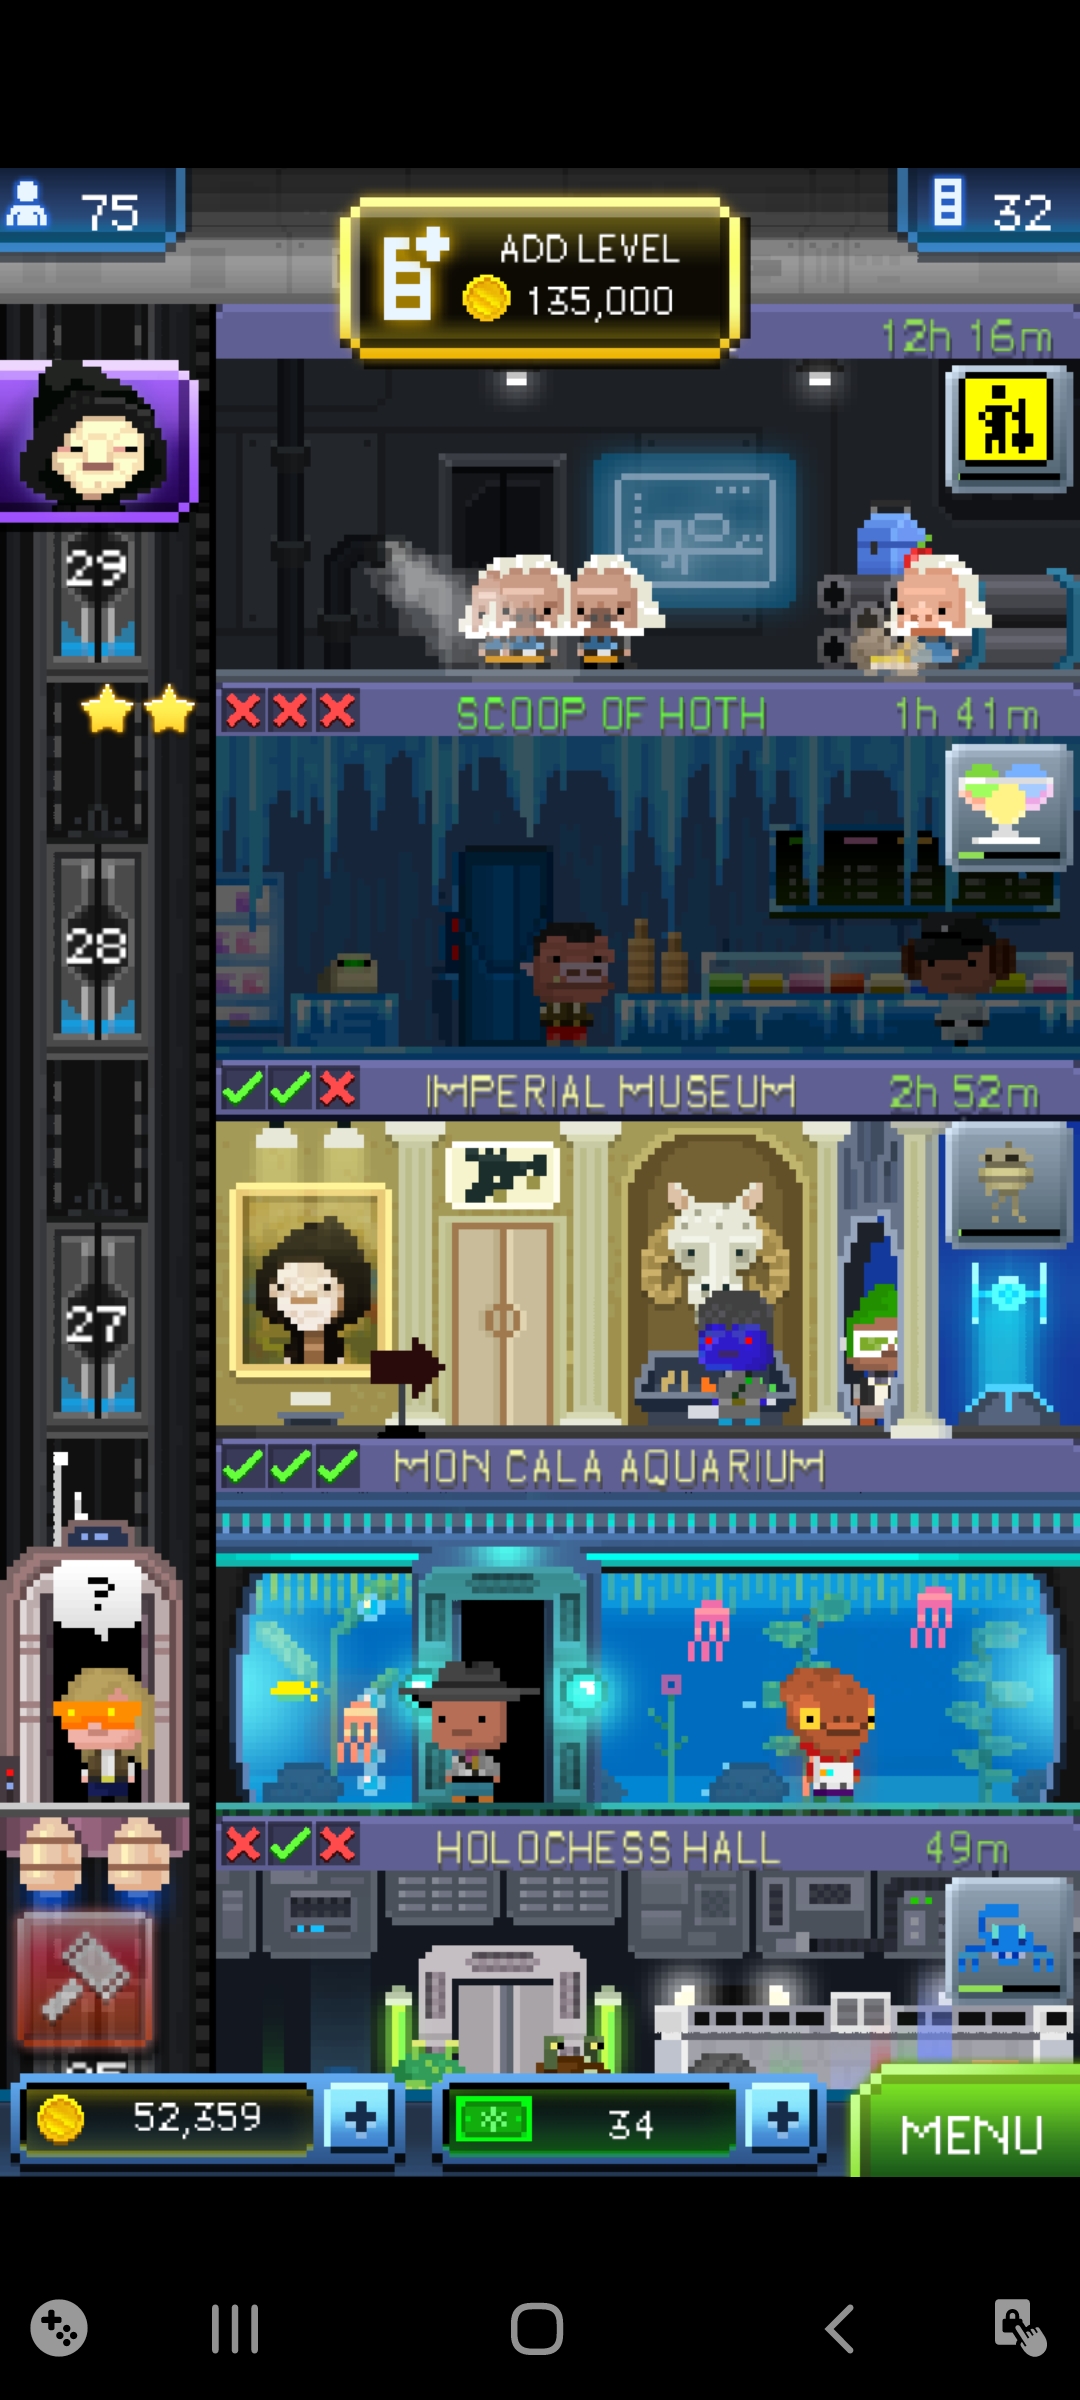 75
ADD LEVEL
135,000
32
12h 16m
29
SCOOP OF HOTH
1h 41m
28
IMPERIAL MUSEUM
2h 52m
27
MON CALA AQUARIUM
?
HOLOCHESS HALL
49m
52,359
34
MENU